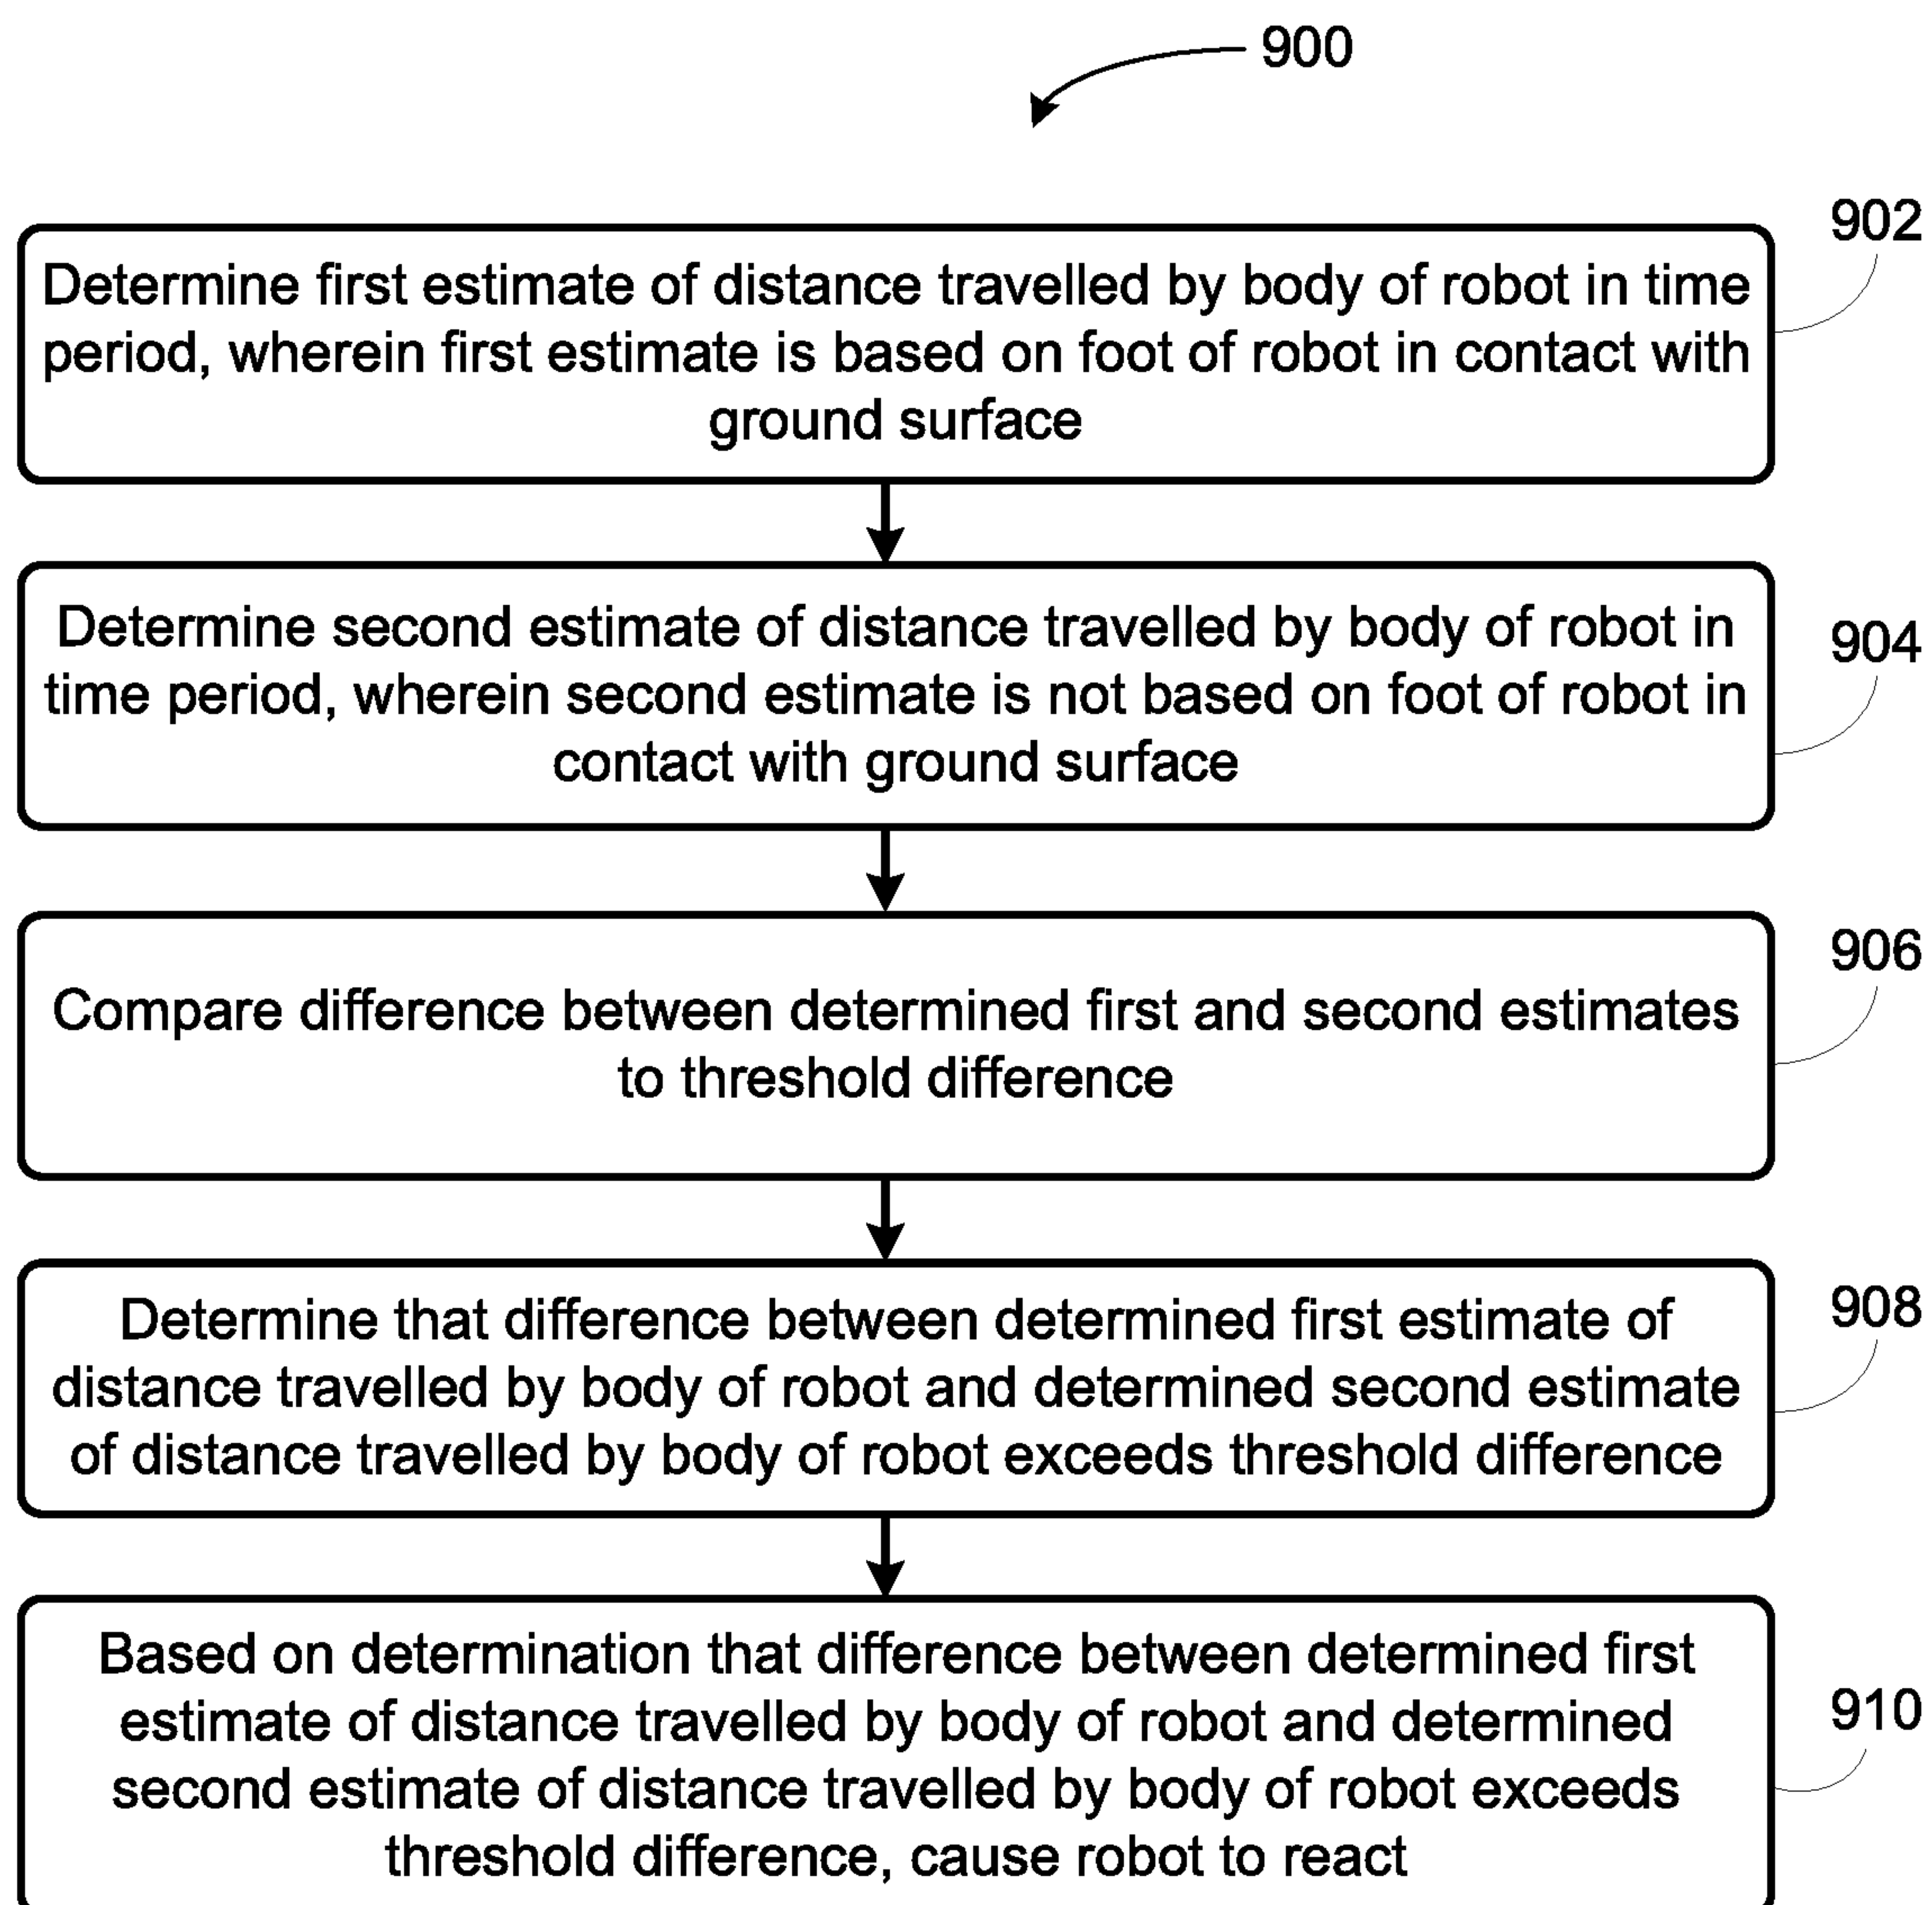 900
902
Determine first estimate of distance travelled by body of robot in time
period, wherein first estimate is based on foot of robot in contact with
ground surface
904
Determine second estimate of distance travelled by body of robot in
time period, wherein second estimate is not based on foot of robot in
contact with ground surface
906
Compare difference between determined first and second estimates
to threshold difference
908
Determine that difference between determined first estimate of
distance travelled by body of robot and determined second estimate
of distance travelled by body of robot exceeds threshold difference
910
Based on determination that difference between determined first
estimate of distance travelled by body of robot and determined
second estimate of distance travelled by body of robot exceeds
threshold difference, cause robot to react